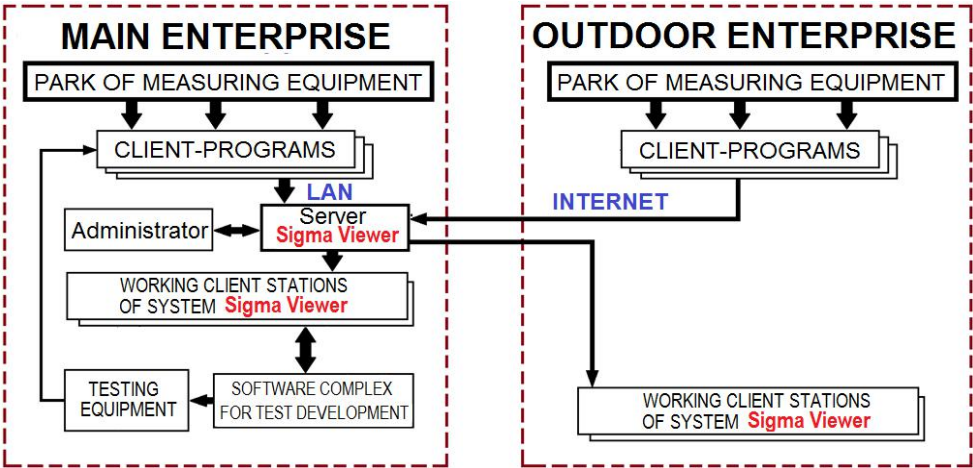 MAIN ENTERPRISE
PARK OF MEASURING EQUIPMENT
CLIENT-PROGRAMS
LAN
Server
Sigma Viewer
Administrator
WORKING CLIENT STATIONS
OF SYSTEM Sigma Viewer
TESTING
EQUIPMENT
SOFTWARE COMPLEX
FOR TEST DEVELOPMENT
OUTDOOR ENTERPRISE
PARK OF MEASURING EQUIPMENT
CLIENT-PROGRAMS
INTERNET
WORKING CLIENT STATIONS
OF SYSTEM Sigma Viewer